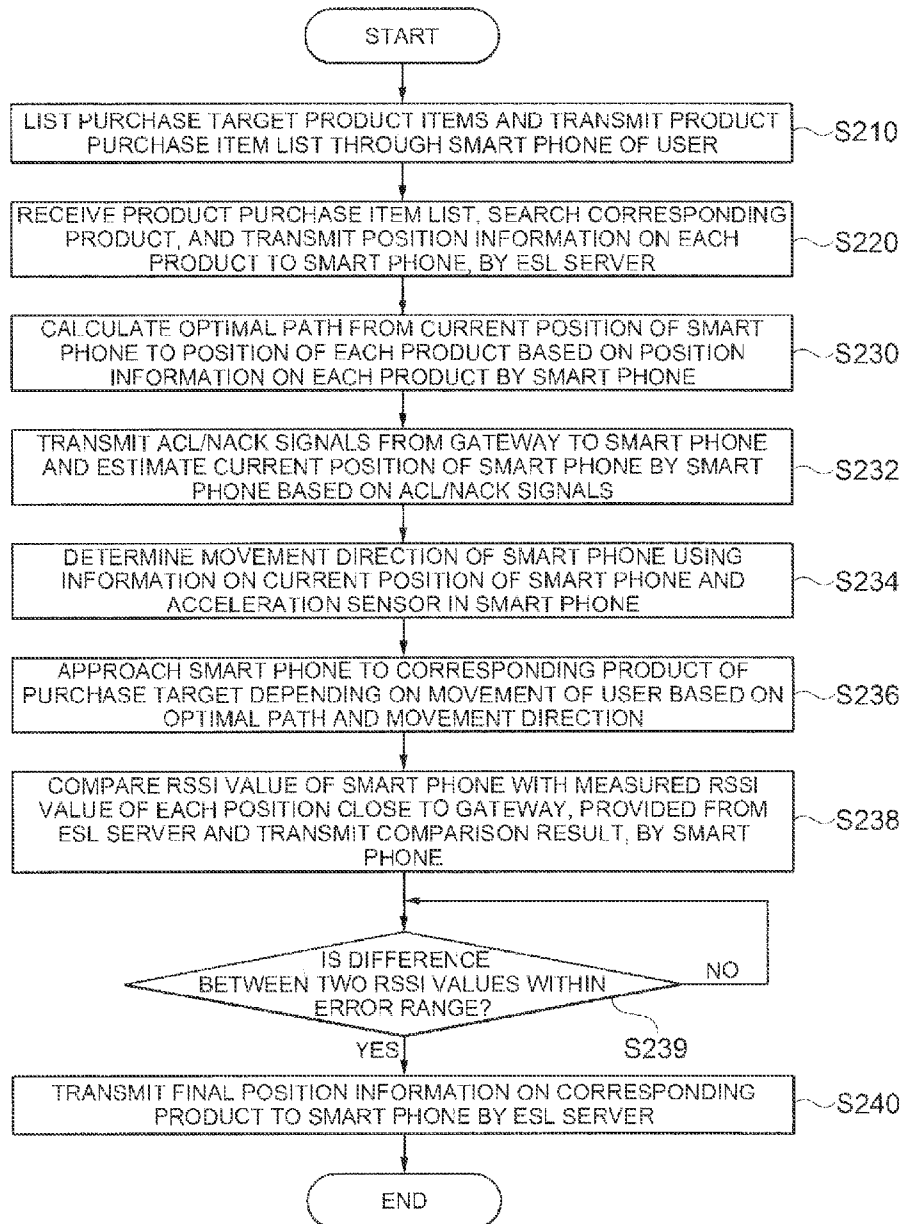 START
LIST PURCHASE TARGET PRODUCT ITEMS AND TRANSMIT PRODUCT
PURCHASE ITEM LIST THROUGH SMART PHONE OF USER
S210
RECEIVE PRODUCT PURCHASE ITEM LIST, SEARCH CORRESPONDING
PRODUCT, AND TRANSMIT POSITION INFORMATION ON EACH
PRODUCT TO SMART PHONE, BY ESL SERVER
S220
CALCULATE OPTIMAL PATH FROM CURRENT POSITION OF SMART
PHONE TO POSITION OF EACH PRODUCT BASED ON POSITION
INFORMATION ON EACH PRODUCT BY SMART PHONE
S230
TRANSMIT ACL/NACK SIGNALS FROM GATEWAY TO SMART PHONE
AND ESTIMATE CURRENT POSITION OF SMART PHONE BY SMART
PHONE BASED ON ACL/NACK SIGNALS
S232
DETERMINE MOVEMENT DIRECTION OF SMART PHONE USING
INFORMATION ON CURRENT POSITION OF SMART PHONE AND
ACCELERATION SENSOR IN SMART PHONE
S234
APPROACH SMART PHONE TO CORRESPONDING PRODUCT OF
PURCHASE TARGET DEPENDING ON MOVEMENT OF USER BASED ON
OPTIMAL PATH AND MOVEMENT DIRECTION
S236
COMPARE RSSI VALUE OF SMART PHONE WITH MEASURED RSSI
VALUE OF EACH POSITION CLOSE TO GATEWAY, PROVIDED FROM
ESL SERVER AND TRANSMIT COMPARISON RESULT, BY SMART
PHONE
S238
IS DIFFERENCE
BETWEEN TWO RSSI VALUES WITHIN
ERROR RANGE?
NO
YES
S239
TRANSMIT FINAL POSITION INFORMATION ON CORRESPONDING
PRODUCT TO SMART PHONE BY ESL SERVER
S240
END